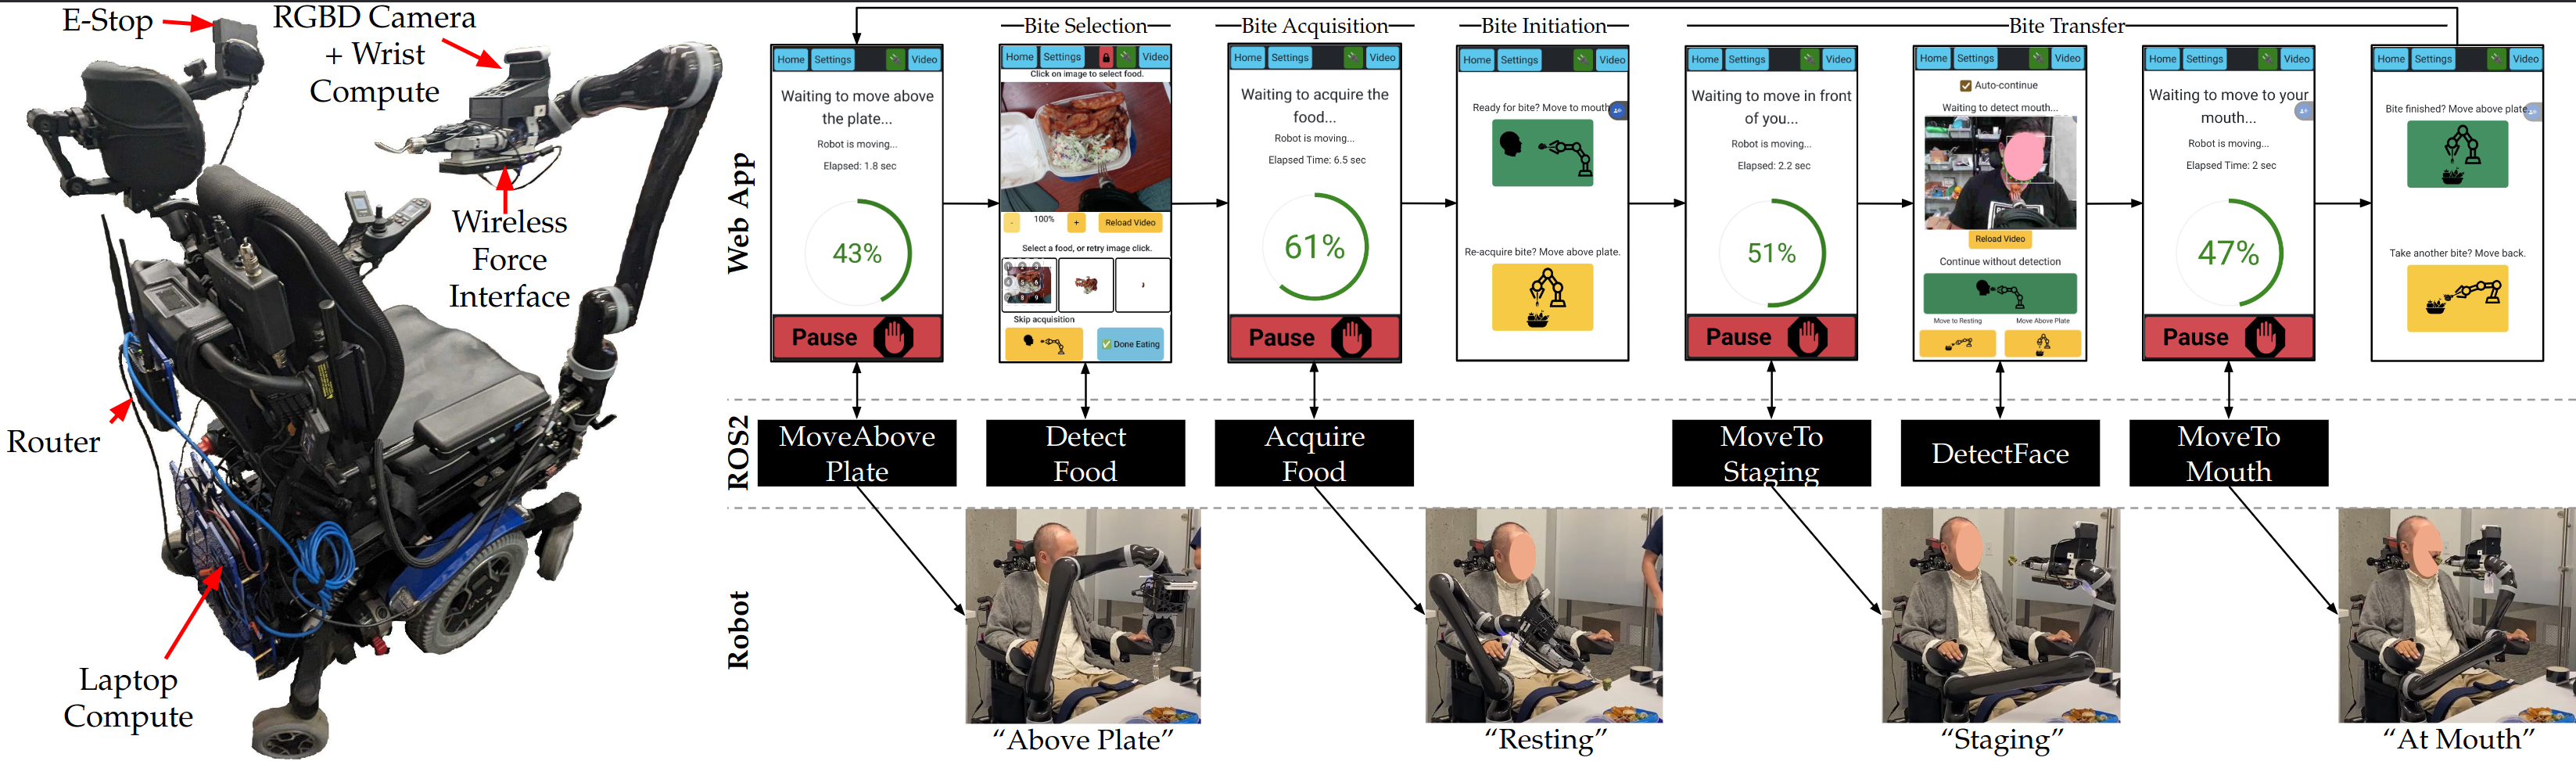 E-Stop
RGBD Camera
+ Wrist
Compute
Wireless
Force
Interface
Router
Laptop
Compute
Web App
ROS2
Robot
Bite Selection
Bite Acquisition
Bite Initiation
Bite Transfer
Home Settings Video
Waiting to move above
the plate...
Robot is moving...
Elapsed: 1.8 sec
43%
Pause
Home Settings Video
Click on image to select food.
- 100% + Reload Video
Select a food, or retry image click.
Skip acquisition
Done Eating
Home Settings Video
Waiting to acquire the
food...
Robot is moving...
Elapsed Time: 6.5 sec
61%
Pause
Home Settings Video
Ready for bite? Move to mouth
Re-acquire bite? Move above plate.
Home Settings Video
Waiting to move in front
of you...
Robot is moving...
Elapsed: 2.2 sec
51%
Pause
Home Settings Video
Auto-continue
Waiting to detect mouth...
Reload Video
Continue without detection
Move to Resting Move Above Plate
Home Settings Video
Waiting to move to your
mouth...
Robot is moving...
Elapsed Time: 2 sec
47%
Pause
Home Settings Video
Bite finished? Move above plate
Take another bite? Move back.
MoveAbove
Plate
Detect
Food
Acquire
Food
MoveTo
Staging
DetectFace
MoveTo
Mouth
“Above Plate”
“Resting”
“Staging”
“At Mouth”